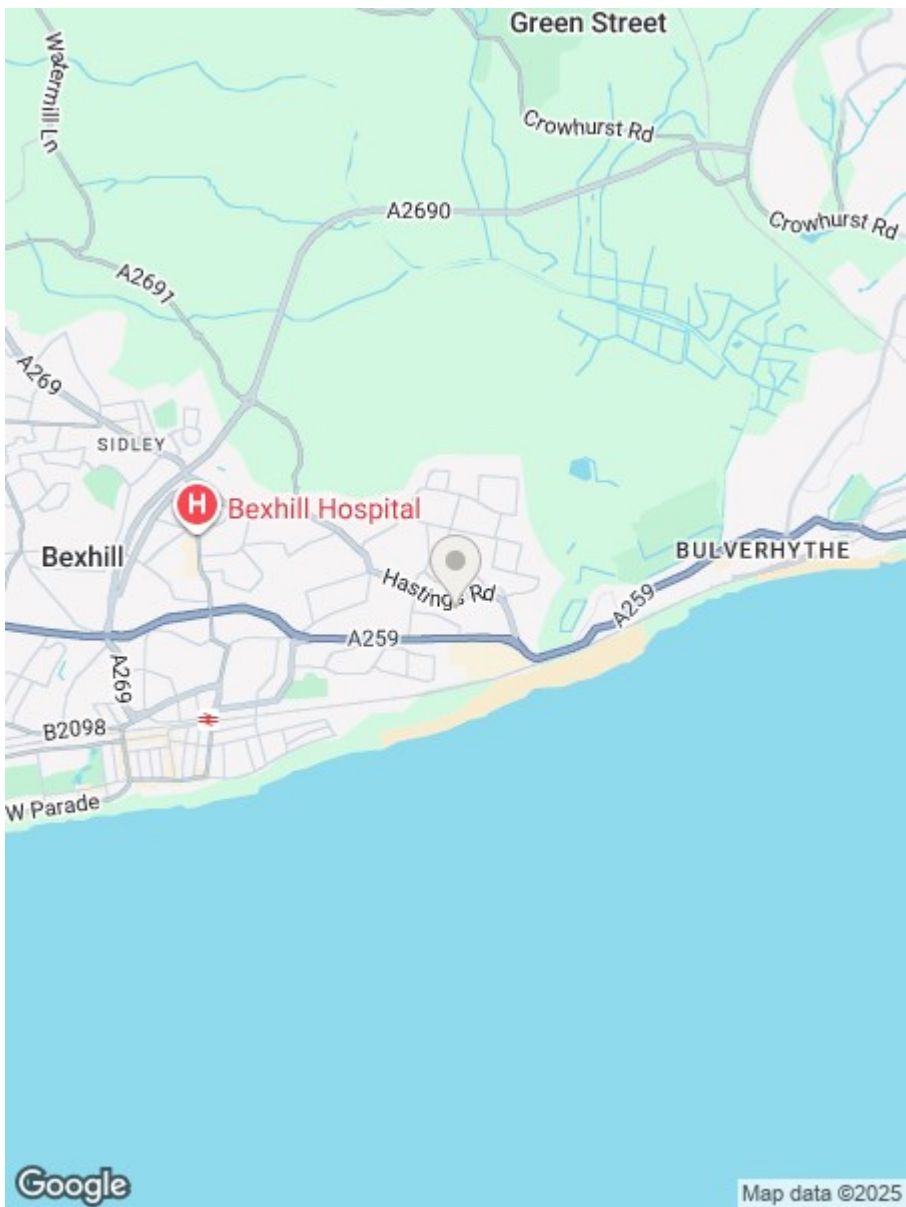 Green Street
Watermill Ln
Crowhurst Rd
A2690
Crowhurst Rd
A2691
A269
SIDLEY
H
Bexhill Hospital
Bexhill
BULVERHYTHE
Hastings Rd
A259
A259
A269
B2098
W Parade
Google
Map data ©2025